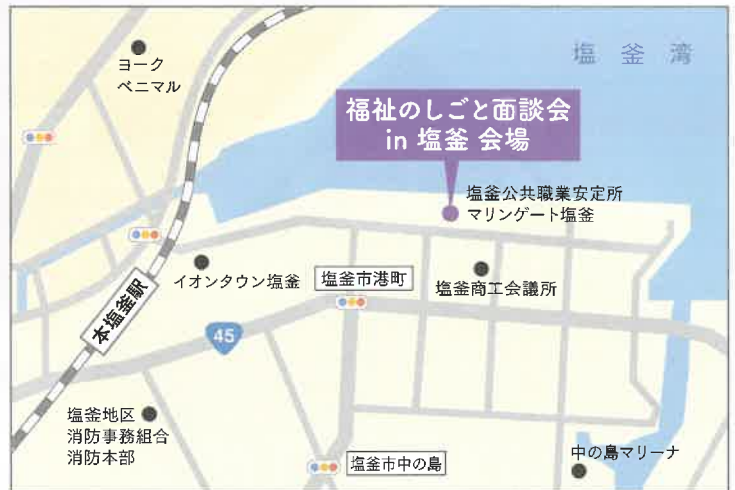 塩釜湾
ヨーク
ベニマル
福祉のしごと面談会
in 塩釜 会場
塩釜公共職業安定所
マリンゲート塩釜
イオンタウン塩釜
塩釜市港町
塩釜商工会議所
本塩釜駅
45
塩釜地区
消防事務組合
消防本部
塩釜市中の島
中の島マリーナ